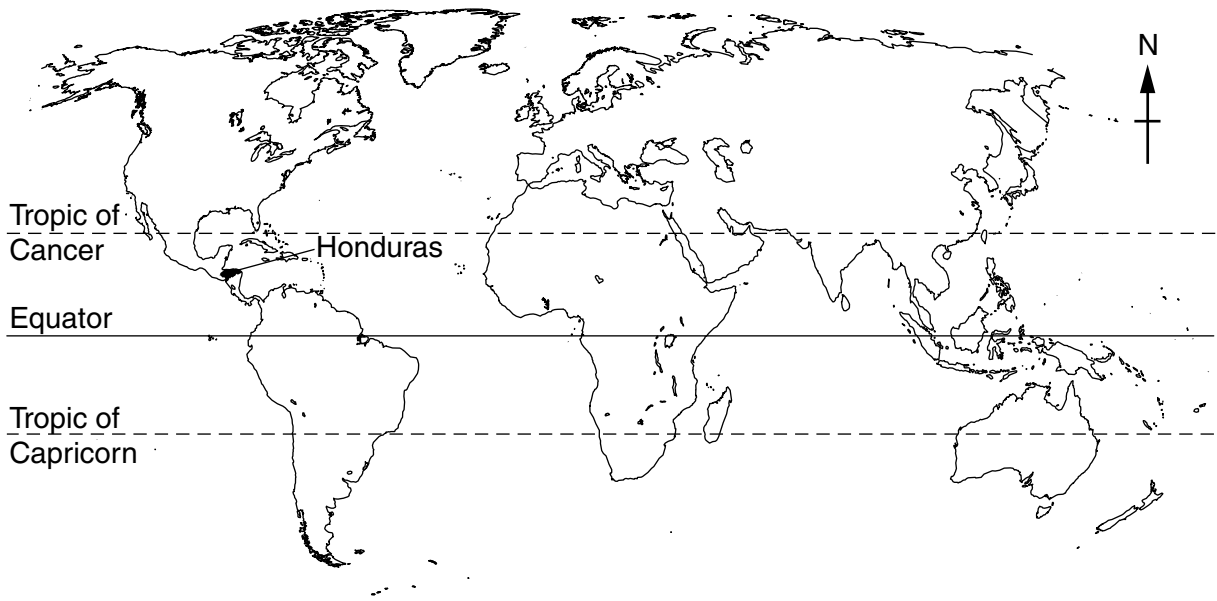 N
Tropic of
Cancer
Honduras
Equator
Tropic of
Capricorn